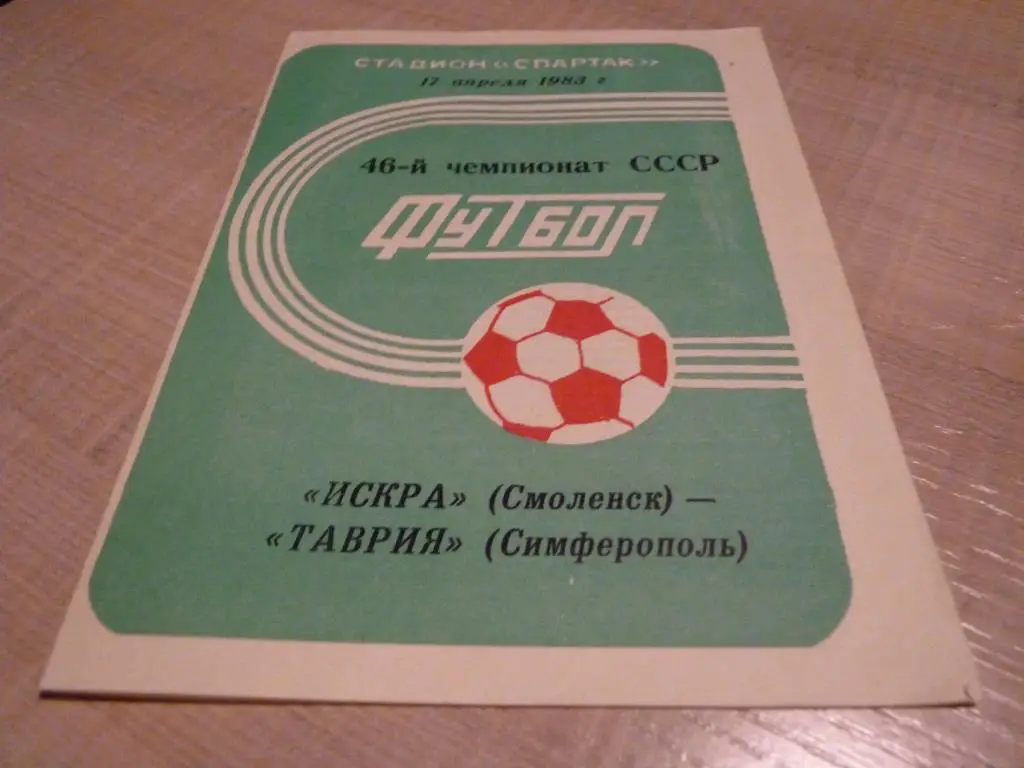 СТАДИОН «СПАРТАК»
17 апреля 1983 г
46-й чемпионат СССР
ФУТБОЛ
«ИСКРА» (Смоленск) —
«ТАВРИЯ» (Симферополь)